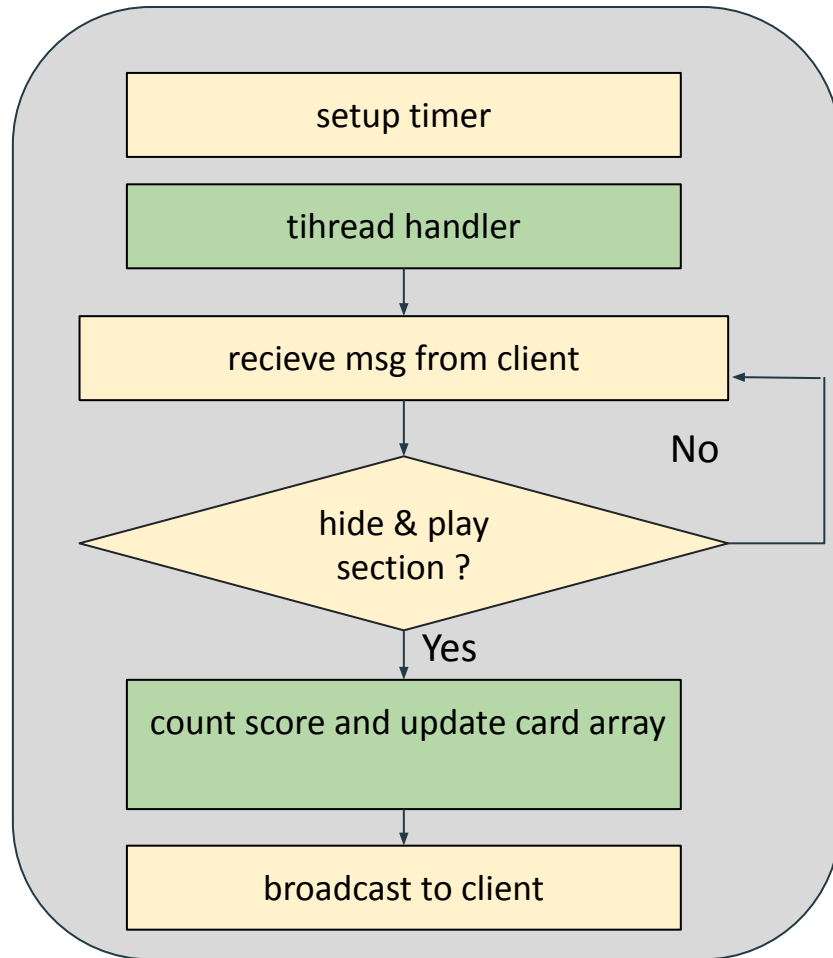 setup timer
tihread handler
recieve msg from client
No
hide & play
section ?
Yes
count score and update card array
broadcast to client